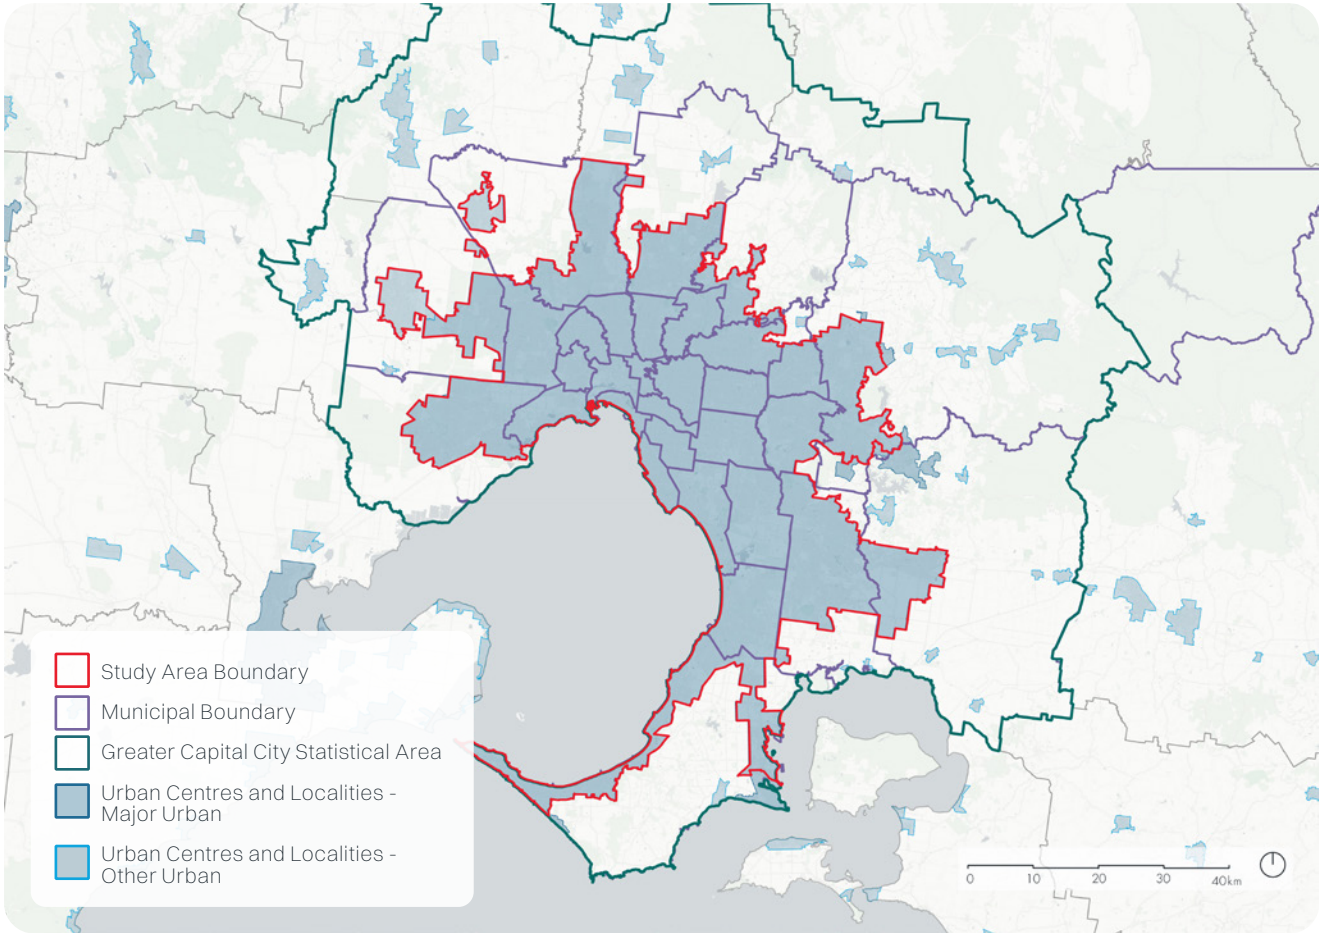 Study Area Boundary
Municipal Boundary
Greater Capital City Statistical Area
Urban Centres and Localities -
Major Urban
Urban Centres and Localities -
Other Urban
0 10 20 30 40km